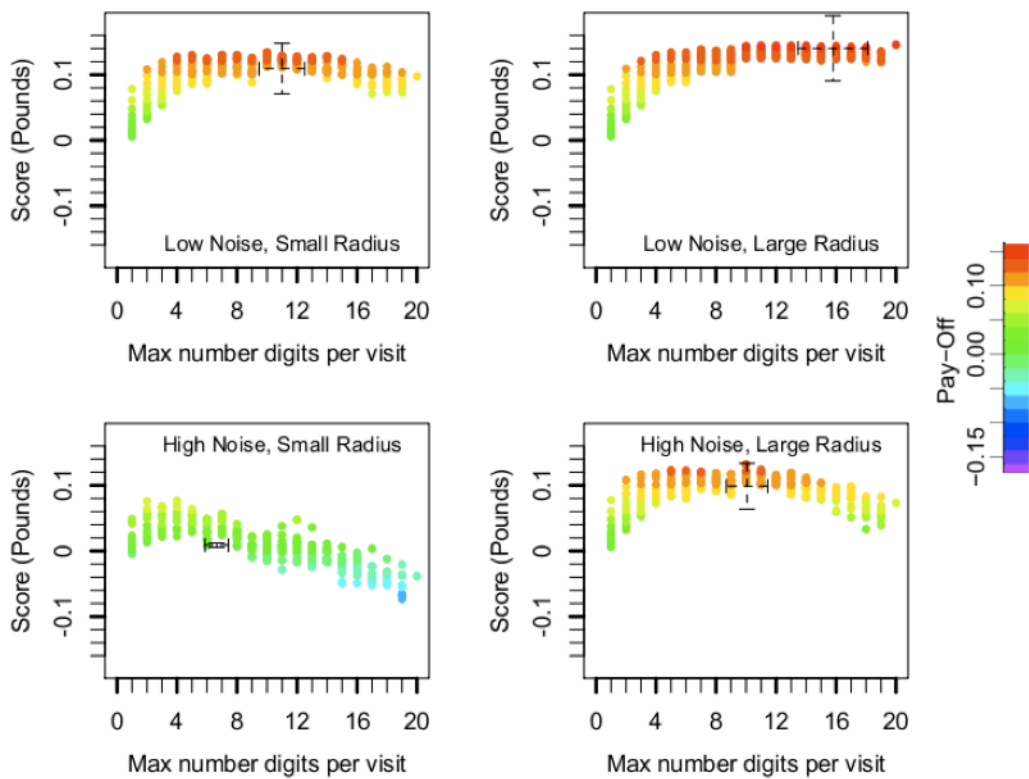 Score (Pounds)
0.1
0
-0.1
Low Noise, Small Radius
0 4 8 12 16 20
Max number digits per visit
Score (Pounds)
0.1
0
-0.1
Low Noise, Large Radius
0 4 8 12 16 20
Max number digits per visit
Pay−Off
0.10
0.00
−0.15
Score (Pounds)
0.1
0
-0.1
High Noise, Small Radius
0 4 8 12 16 20
Max number digits per visit
Score (Pounds)
0.1
0
-0.1
High Noise, Large Radius
0 4 8 12 16 20
Max number digits per visit